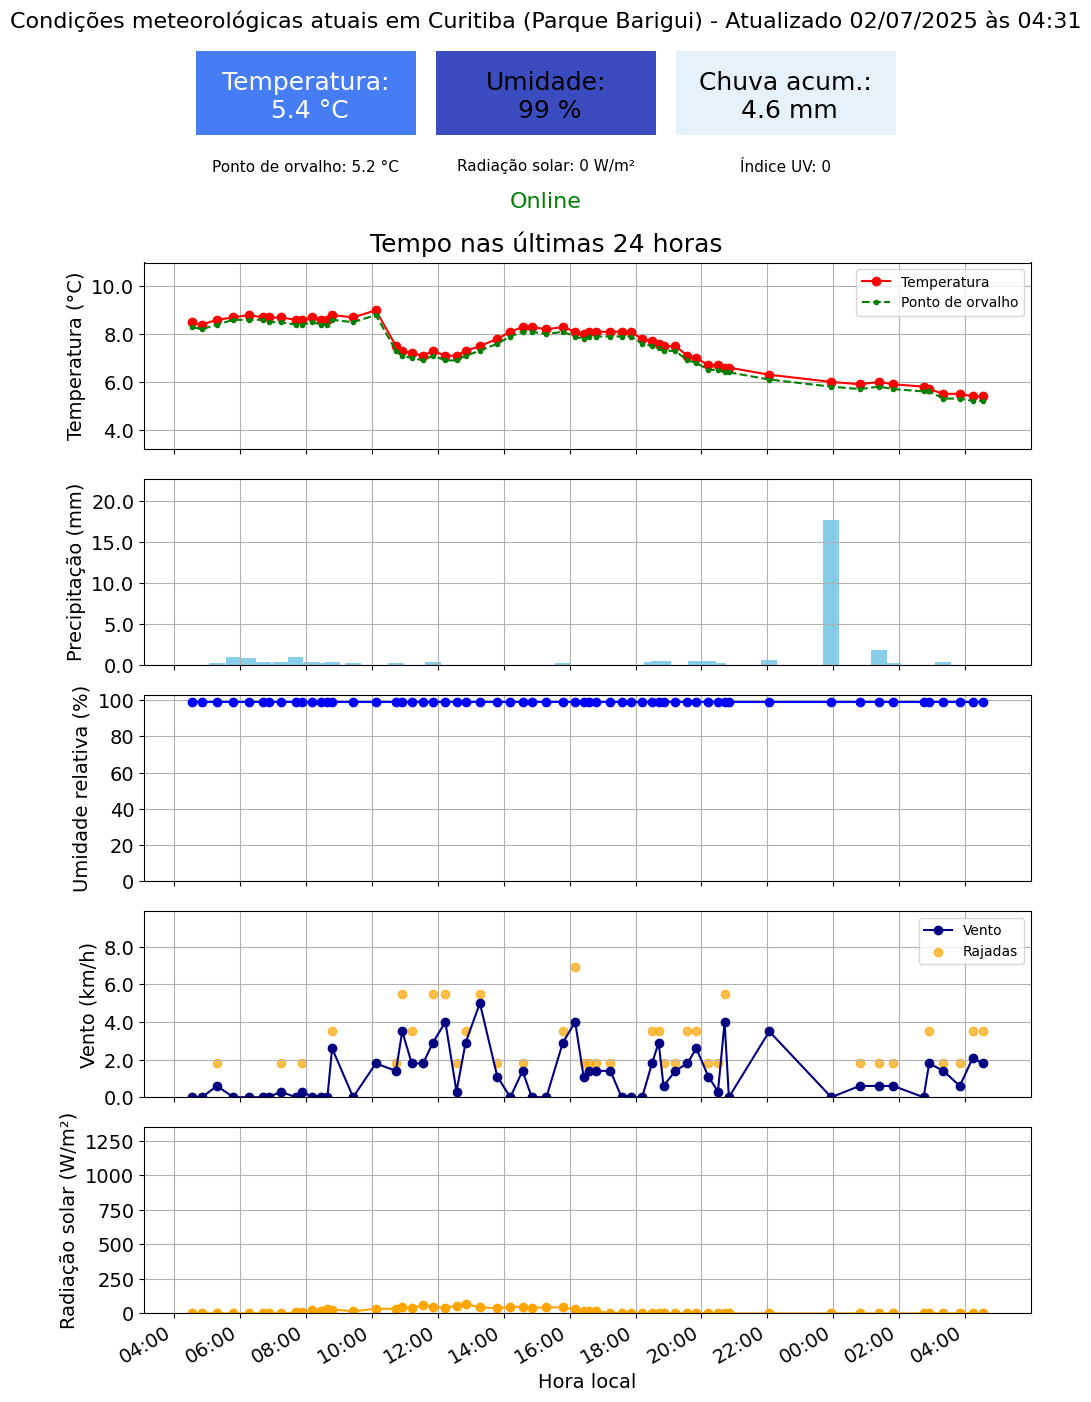 Condições meteorológicas atuais em Curitiba (Parque Barigui) - Atualizado 02/07/2025 às 04:31
Temperatura:
5.4 °C
Umidade:
99 %
Chuva acum.:
4.6 mm
Ponto de orvalho: 5.2 °C
Radiação solar: 0 W/m²
Índice UV: 0
Online
Tempo nas últimas 24 horas
Temperatura (°C)
10.0
8.0
6.0
4.0
Temperatura
Ponto de orvalho
Precipitação (mm)
20.0
15.0
10.0
5.0
0.0
Umidade relativa (%)
100
80
60
40
20
0
Vento (km/h)
8.0
6.0
4.0
2.0
0.0
Vento
Rajadas
Radiação solar (W/m²)
1250
1000
750
500
250
0
04:00
06:00
08:00
10:00
12:00
14:00
16:00
18:00
20:00
22:00
00:00
02:00
04:00
Hora local